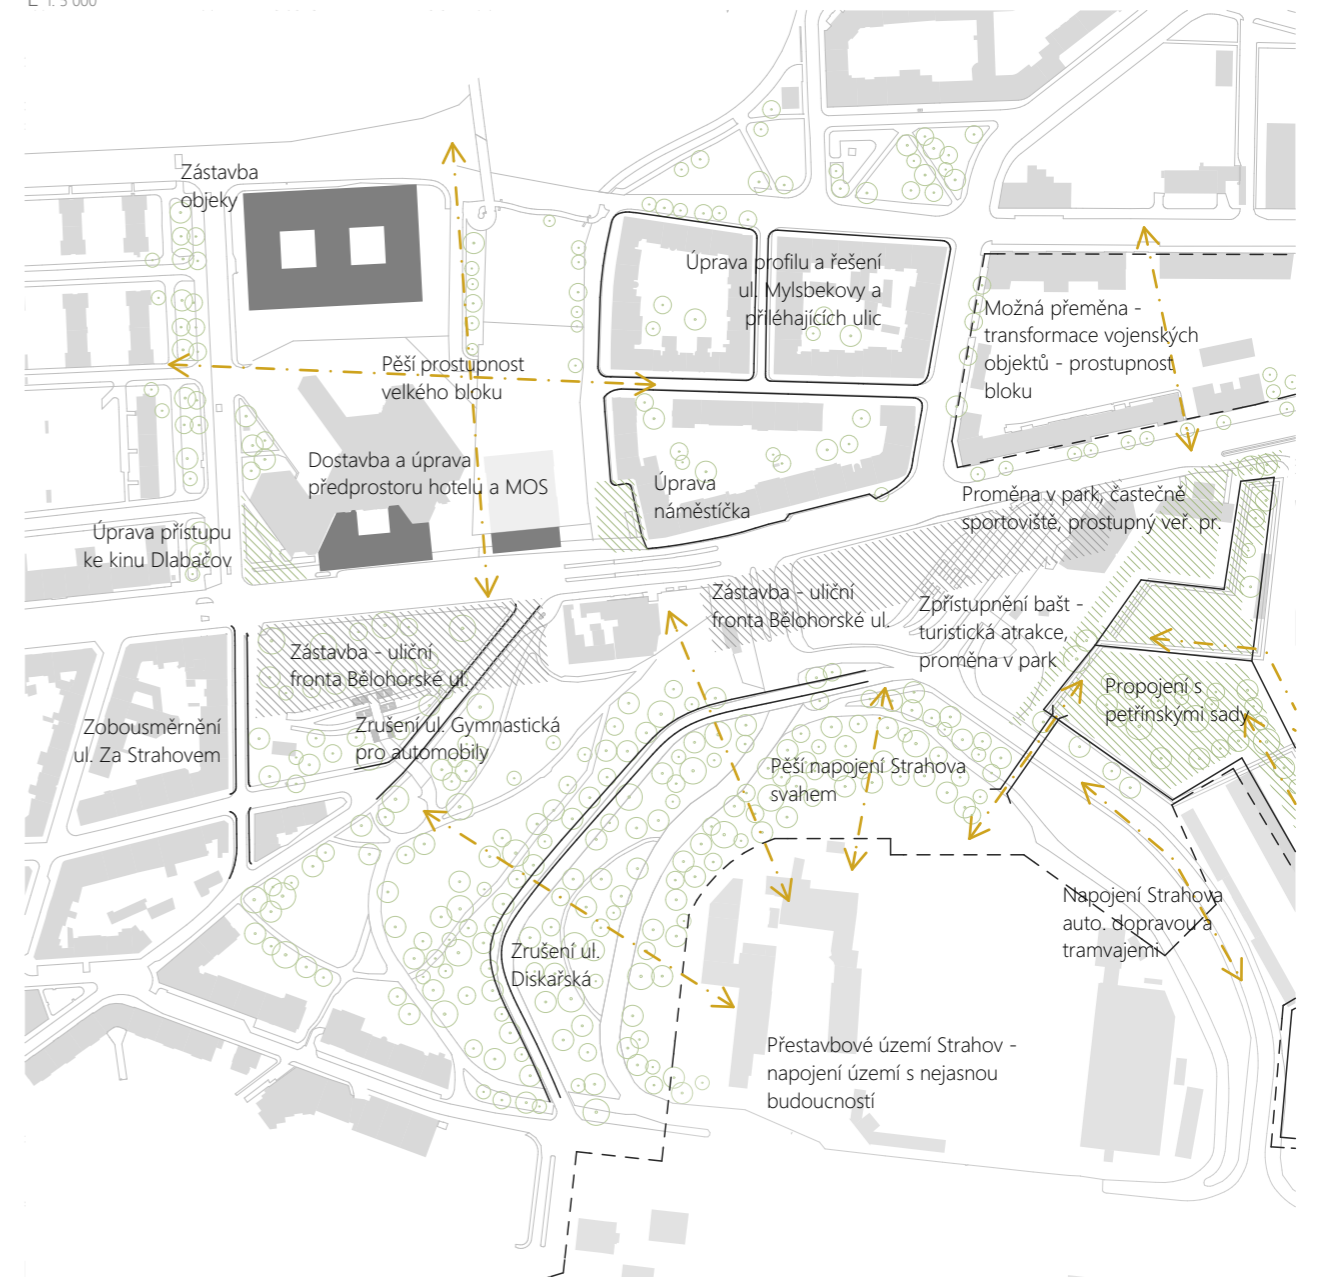 1: 5 000
Zástavba
objeky
Úprava profilu a řešení
ul. Mylsbekovy a
přiléhajících ulic
Možná přeměna -
transformace vojenských
objektů - prostupnost
bloku
Pěší prostupnost
velkého bloku
Dostavba a úprava
předprostoru hotelu a MOS
Úprava
náměstíčka
Proměna v park, častečně
sportoviště, prostupný veř. pr.
Úprava přístupu
ke kinu Dlabačov
Zástavba - uliční
fronta Bělohorské ul.
Zpřístupnění bašt -
turistická atrakce,
proměna v park
Zástavba - uliční
fronta Bělohorské ul.
Propojení s
petřínskými sady
Zobousměrnění
ul. Za Strahovem
Zrušení ul. Gymnastická
pro automobily
Pěší napojení Strahova
svahem
Napojení Strahova
auto. dopravou a
tramvajemi
Zrušení ul.
Diskařská
Přestavbové území Strahov -
napojení území s nejasnou
budoucností